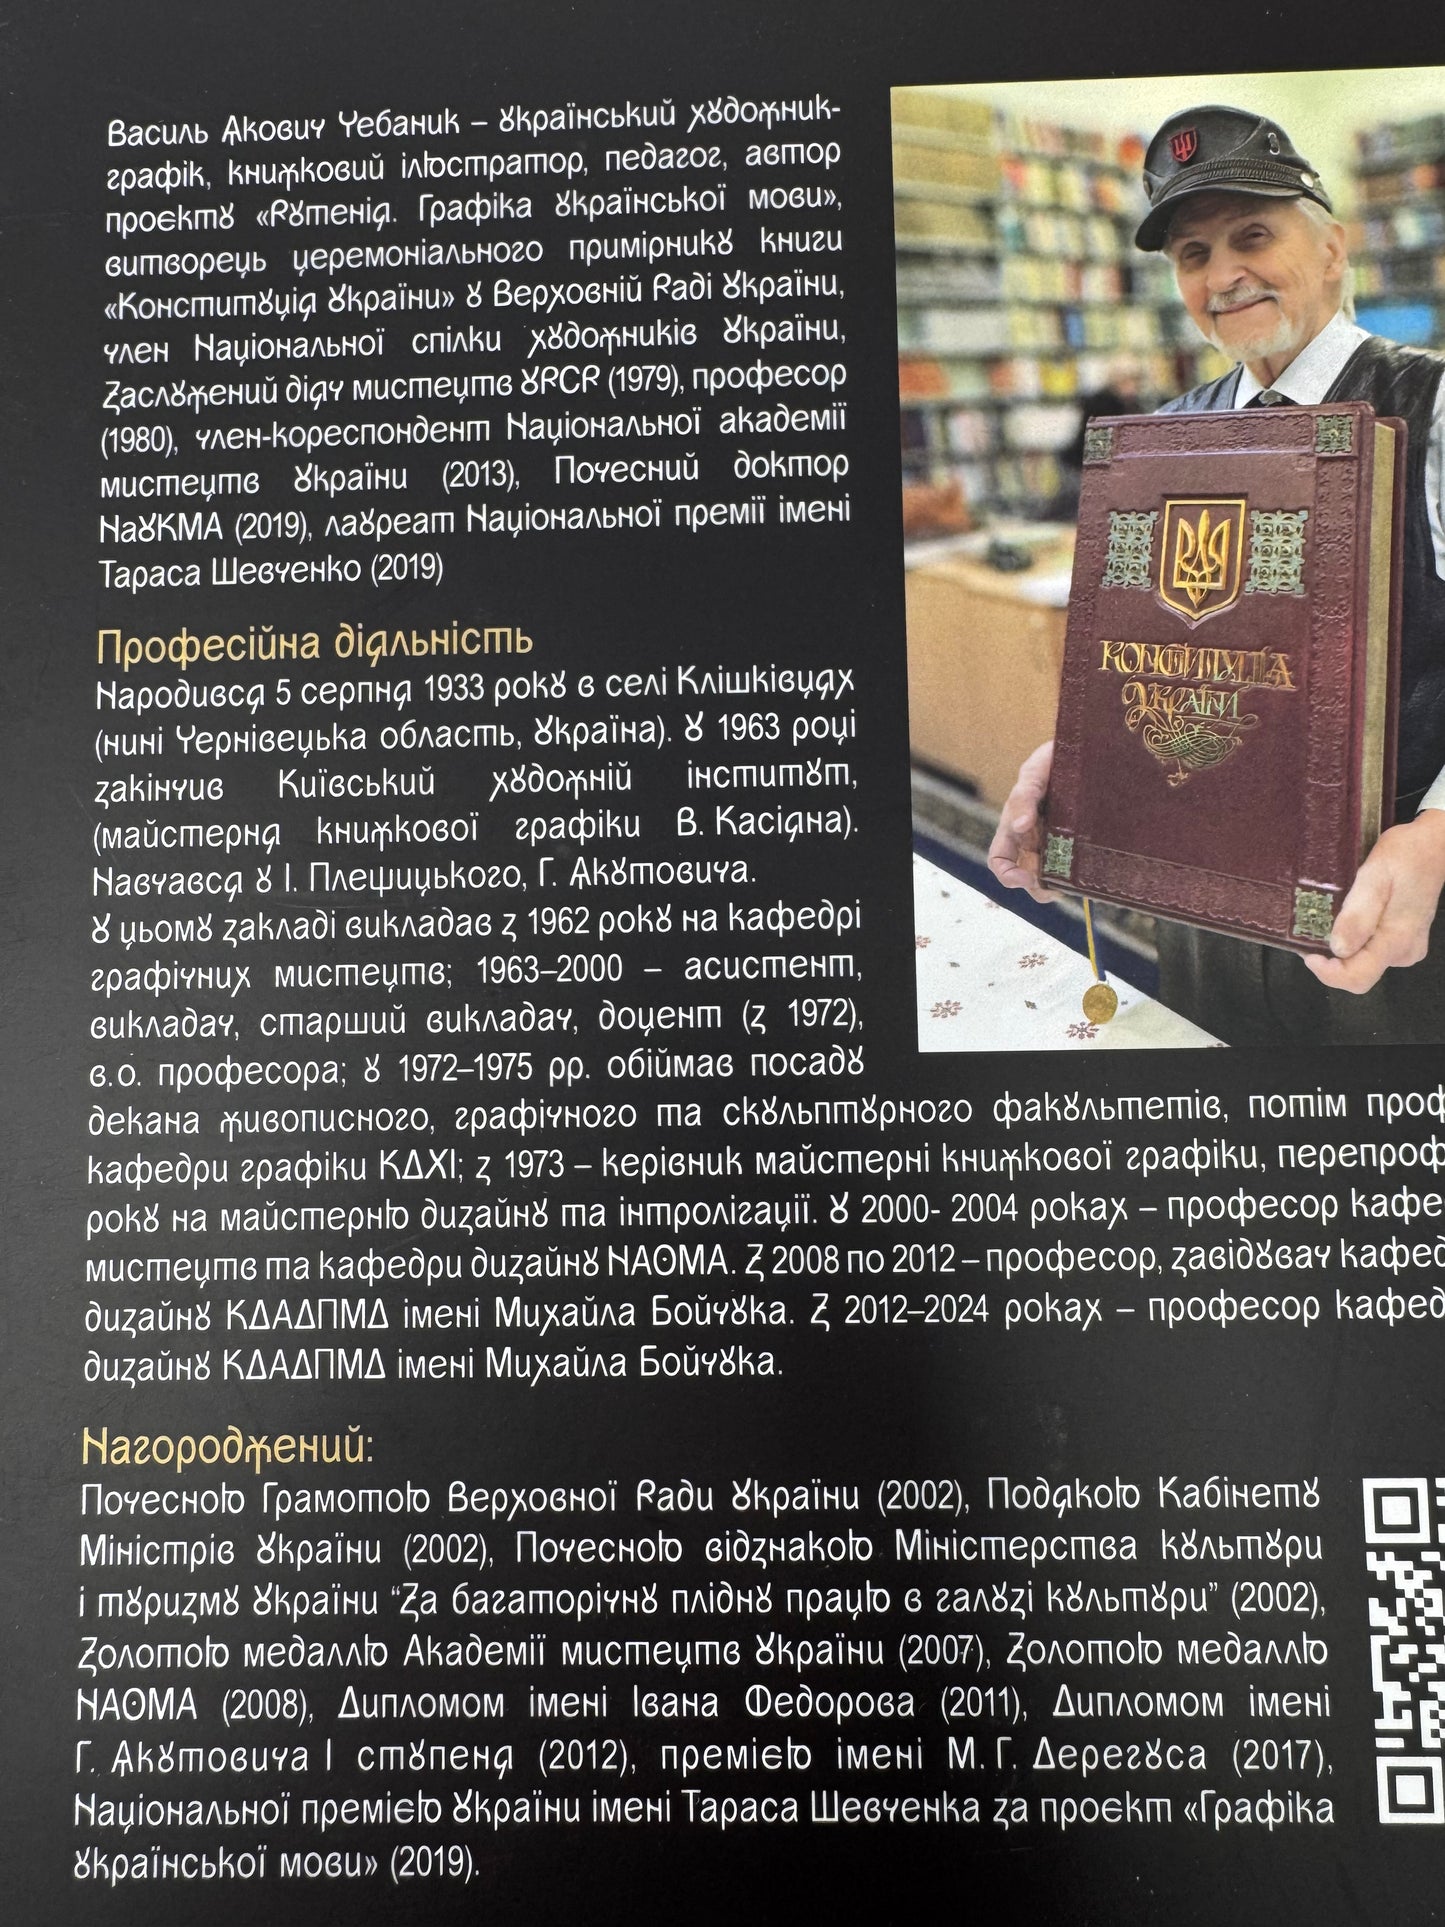 Василь Якович Чебаник – український художник-
графік, книжковий ілюстратор, педагог, автор
проєкту «Рутенія. Графіка української мови»,
витворець церемоніального примірнику книги
«Конституція України» у Верховній Раді України,
член Національної спілки художників України,
Заслужений діяч мистецтв УРСР (1979), професор
(1980), член-кореспондент Національної академії
мистецтв України (2013), Почесний доктор
НаУКМА (2019), лауреат Національної премії імені
Тараса Шевченко (2019)
Професійна діяльність
Народився 5 серпня 1933 року в селі Клішківцях
(нині Чернівецька область, Україна). У 1963 році
закінчив Київський художній інститут,
(майстерня книжкової графіки В. Касіяна).
Навчався у І. Плещицького, Г. Якутовича.
У цьому закладі викладав з 1962 року на кафедрі
графічних мистецтв; 1963–2000 – асистент,
викладач, старший викладач, доцент (з 1972),
в.о. професора; у 1972–1975 рр. обіймав посаду
декана живописного, графічного та скульптурного факультетів, потім проф
кафедри графіки КДХІ; з 1973 – керівник майстерні книжкової графіки, перепроф
року на майстерню дизайну та інтролігації. У 2000- 2004 роках – професор кафе
мистецтв та кафедри дизайну НАОМА. З 2008 по 2012 – професор, завідувач кафед
дизайну КДАДПМД імені Михайла Бойчука. З 2012–2024 роках – професор кафед
дизайну КДАДПМД імені Михайла Бойчука.
Нагороджений:
Почесною Грамотою Верховної Ради України (2002), Подякою Кабінету
Міністрів України (2002), Почесною відзнакою Міністерства культури
і туризму України “За багаторічну плідну працю в галузі культури” (2002),
Золотою медаллю Академії мистецтв України (2007), Золотою медаллю
НАОМА (2008), Дипломом імені Івана Федорова (2011), Дипломом імені
Г. Якутовича І ступеня (2012), премією імені М. Г. Дерегуса (2017),
Національної премією України імені Тараса Шевченка за проєкт «Графіка
української мови» (2019).
КОНСТИТУЦІЯ
УКРАЇНИ